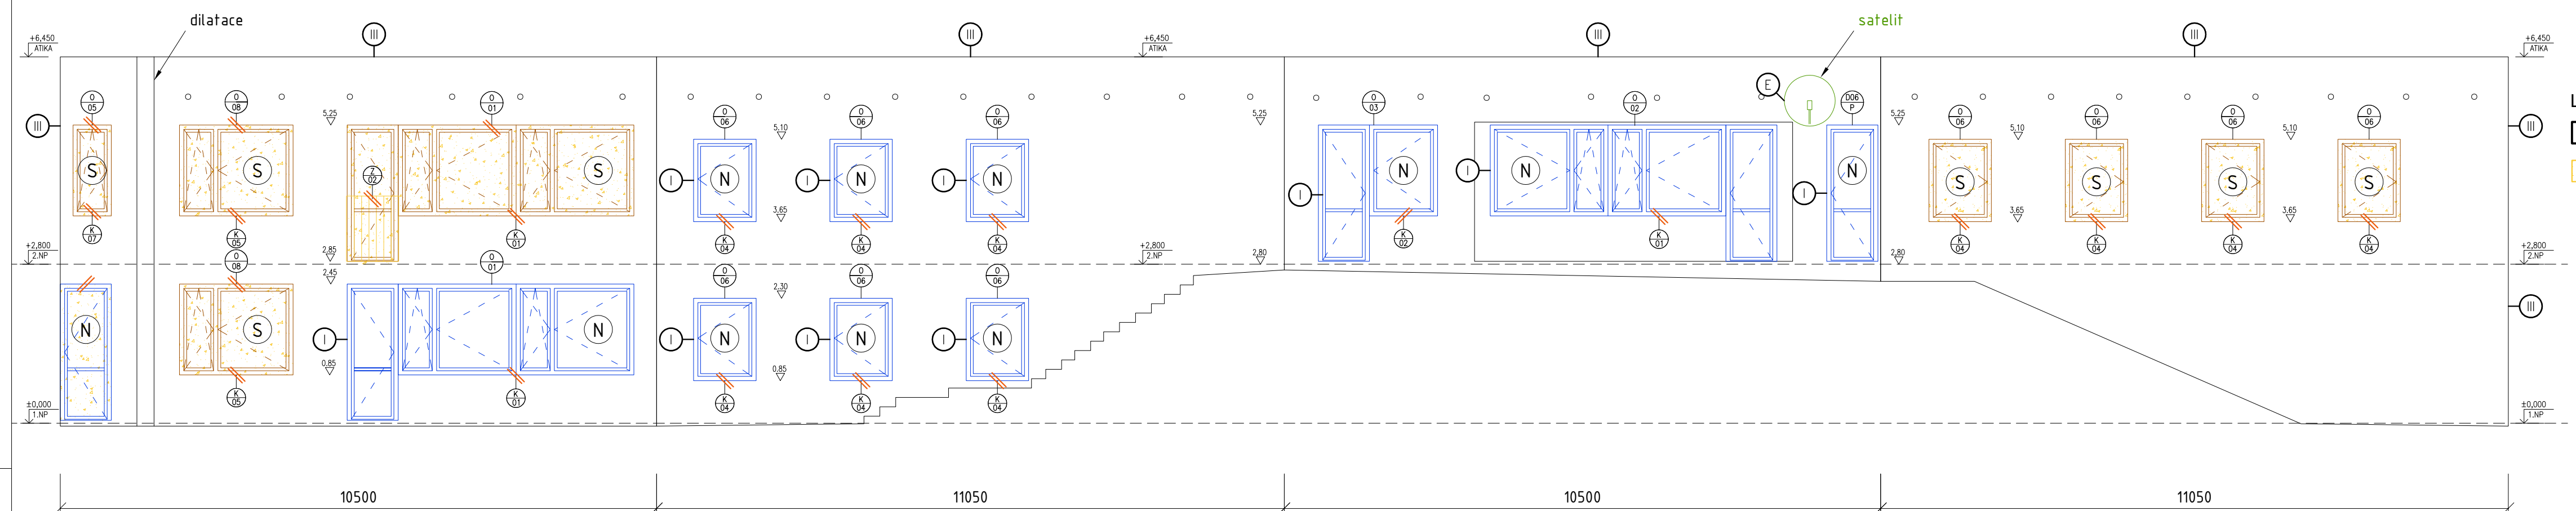 dilatace
satelit
III
III
III
III
+6,450
ATIKA
+6,450
ATIKA
+6,450
ATIKA
E
O
05
O
08
O
01
O
06
O
06
O
06
O
03
O
02
D06
P
O
06
O
06
O
06
O
06
5,25
5,10
5,25
5,25
5,10
5,10
III
III
S
S
Z
02
S
I
N
I
N
I
N
I
N
I
N
I
N
S
S
S
S
3,65
3,65
3,65
K
07
K
05
K
01
K
04
K
04
K
04
K
02
K
01
K
04
K
04
K
04
K
04
+2,800
2.NP
2,85
+2,800
2.NP
2,80
2,80
+2,800
2.NP
O
08
O
01
O
06
O
06
O
06
2,45
2,30
III
N
S
I
N
I
N
I
N
I
N
0,85
0,85
K
05
K
01
K
04
K
04
K
04
±0,000
1.NP
±0,000
1.NP
10500
11050
10500
11050